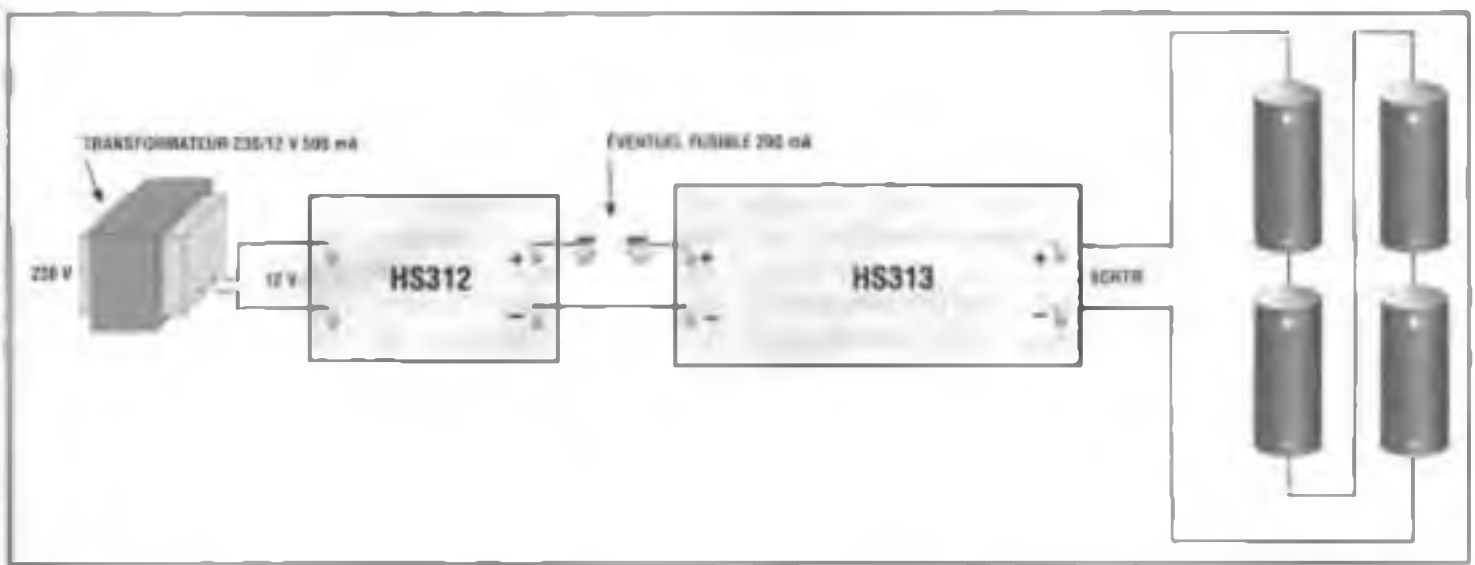 TRANSFORMATEUR 230/12 V 500 mA
ÉVENTUEL FUSIBLE 200 mA
230 V
12 V
HS312
+
-
+
-
HS313
+
-
SORTIE